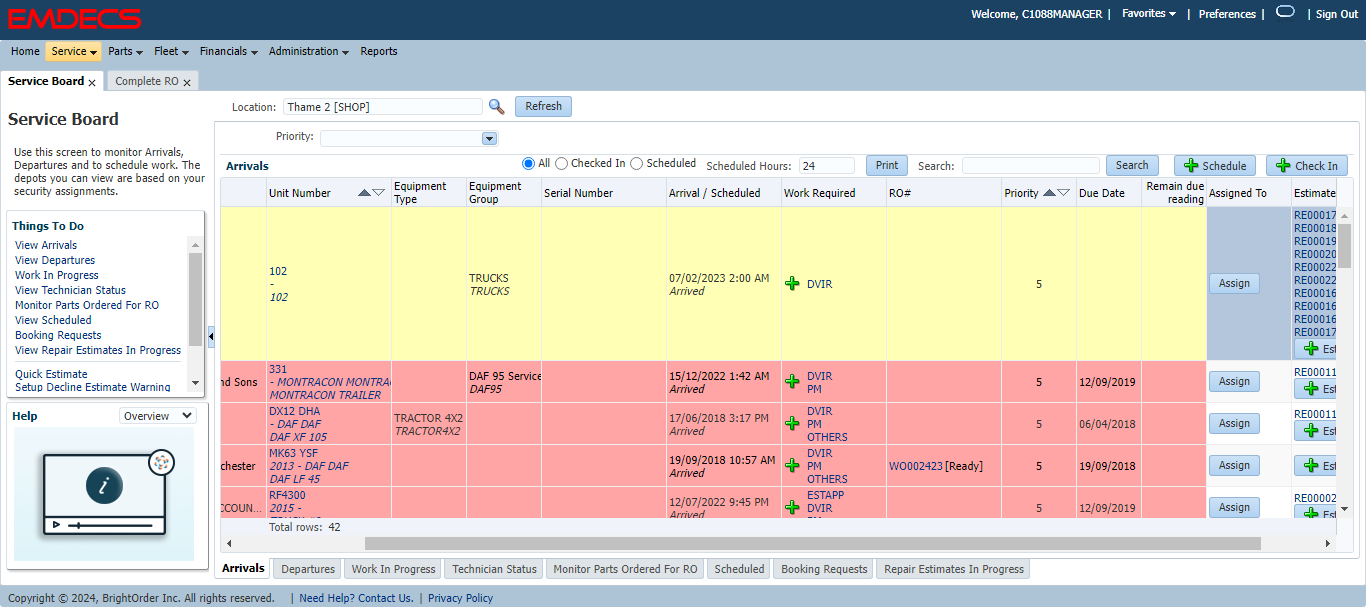 EMDECS
Welcome, C1088MANAGER | Favorites | Preferences | | Sign Out
Home Service Parts Fleet Financials Administration Reports
Service Board x Complete RO x
Service Board
Use this screen to monitor Arrivals,
Departures and to schedule work. The
depots you can view are based on your
security assignments.
Things To Do
View Arrivals
View Departures
Work In Progress
View Technician Status
Monitor Parts Ordered For RO
View Scheduled
Booking Requests
View Repair Estimates In Progress
Quick Estimate
Setup Decline Estimate Warning
Help Overview
Location: Thame 2 [SHOP] Refresh
Priority:
Arrivals All Checked In Scheduled Scheduled Hours: 24 Print Search: Search Schedule Check In
Unit Number Equipment Type Equipment Group Serial Number Arrival / Scheduled Work Required RO# Priority Due Date Remain due reading Assigned To Estimate
102
-
102
TRUCKS
TRUCKS
07/02/2023 2:00 AM
Arrived
DVIR
5
Assign
RE00017
RE00018
RE00019
RE00020
RE00022
RE00022
RE00016
RE00016
RE00016
RE00017
Est
nd Sons
331
- MONTRACON MONTRA
MONTRACON TRAILER
DAF 95 Service
DAF95
15/12/2022 1:42 AM
Arrived
DVIR
PM
5
12/09/2019
Assign
RE00011
Est
DX12 DHA
- DAF DAF
DAF XF 105
TRACTOR 4X2
TRACTOR4X2
17/06/2018 3:17 PM
Arrived
DVIR
PM
OTHERS
5
06/04/2018
Assign
RE00011
Est
chester
MK63 YSF
2013 - DAF DAF
DAF LF 45
19/09/2018 10:57 AM
Arrived
DVIR
PM
OTHERS
WO002423 [Ready]
5
19/09/2018
Assign
Est
CCOUN...
RF4300
2015 -
12/07/2022 9:45 PM
Arrived
ESTAPP
DVIR
5
12/09/2019
Assign
RE00002
Est
Total rows: 42
Arrivals Departures Work In Progress Technician Status Monitor Parts Ordered For RO Scheduled Booking Requests Repair Estimates In Progress
Copyright © 2024, BrightOrder Inc. All rights reserved. | Need Help? Contact Us. | Privacy Policy